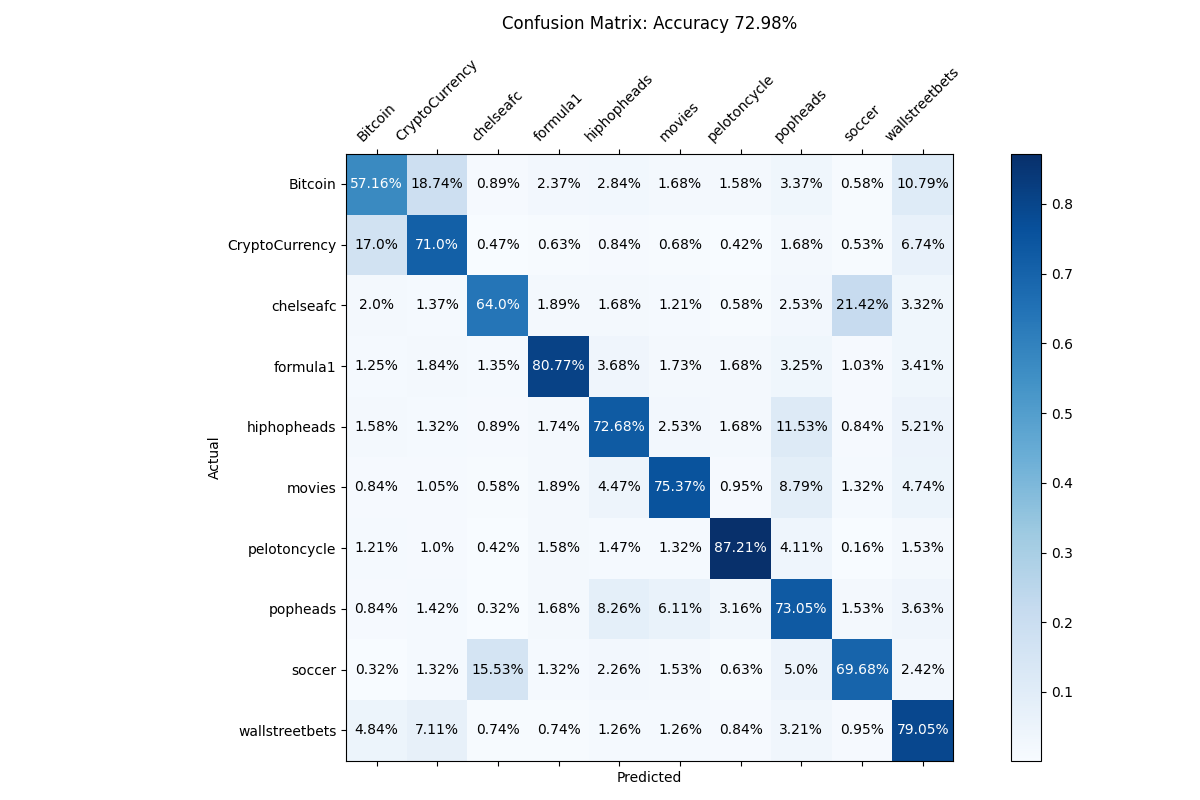 Confusion Matrix: Accuracy 72.98%
Bitcoin CryptoCurrency chelseafc formula1 hiphopheads movies pelotoncycle popheads soccer wallstreetbets
Bitcoin 57.16% 18.74% 0.89% 2.37% 2.84% 1.68% 1.58% 3.37% 0.58% 10.79%
CryptoCurrency 17.0% 71.0% 0.47% 0.63% 0.84% 0.68% 0.42% 1.68% 0.53% 6.74%
chelseafc 2.0% 1.37% 64.0% 1.89% 1.68% 1.21% 0.58% 2.53% 21.42% 3.32%
formula1 1.25% 1.84% 1.35% 80.77% 3.68% 1.73% 1.68% 3.25% 1.03% 3.41%
hiphopheads 1.58% 1.32% 0.89% 1.74% 72.68% 2.53% 1.68% 11.53% 0.84% 5.21%
movies 0.84% 1.05% 0.58% 1.89% 4.47% 75.37% 0.95% 8.79% 1.32% 4.74%
pelotoncycle 1.21% 1.0% 0.42% 1.58% 1.47% 1.32% 87.21% 4.11% 0.16% 1.53%
popheads 0.84% 1.42% 0.32% 1.68% 8.26% 6.11% 3.16% 73.05% 1.53% 3.63%
soccer 0.32% 1.32% 15.53% 1.32% 2.26% 1.53% 0.63% 5.0% 69.68% 2.42%
wallstreetbets 4.84% 7.11% 0.74% 0.74% 1.26% 1.26% 0.84% 3.21% 0.95% 79.05%
Actual
Predicted
0.8
0.7
0.6
0.5
0.4
0.3
0.2
0.1